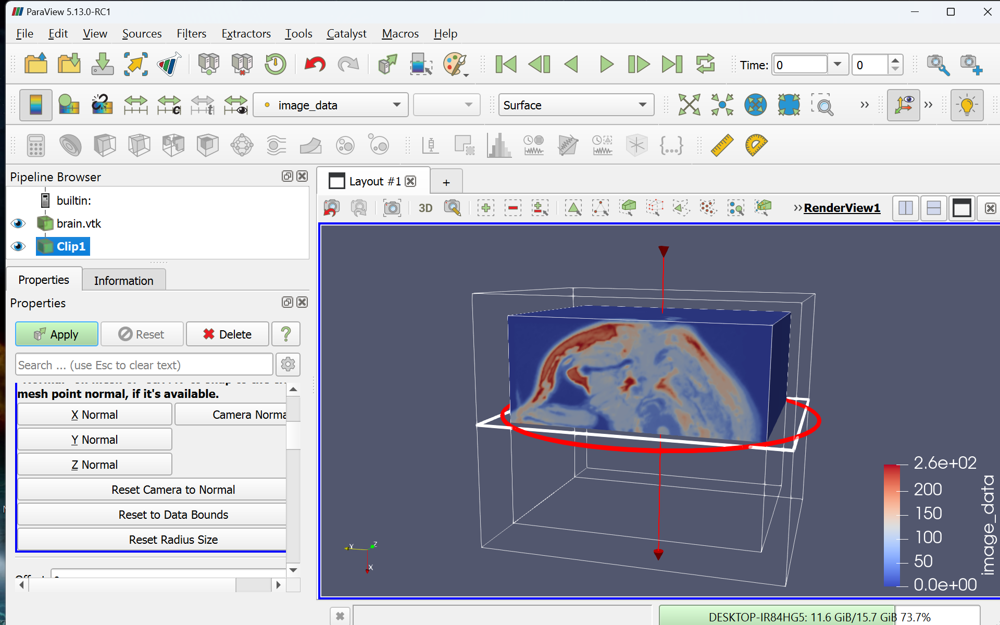 ParaView 5.13.0-RC1
File Edit View Sources Filters Extractors Tools Catalyst Macros Help
Time: 0 0
image_data Surface
Pipeline Browser
Layout #1 +
builtin:
3D RenderView1
brain.vtk
Clip1
Properties Information
Properties
Apply Reset Delete ?
Search ... (use Esc to clear text)
mesh point normal, if it's available.
X Normal Camera Norma
Y Normal
Z Normal
Reset Camera to Normal
Reset to Data Bounds
Reset Radius Size
Y Z X
2.6e+02
200
150
100
50
0.0e+00
image_data
DESKTOP-IR84HG5: 11.6 GiB/15.7 GiB 73.7%